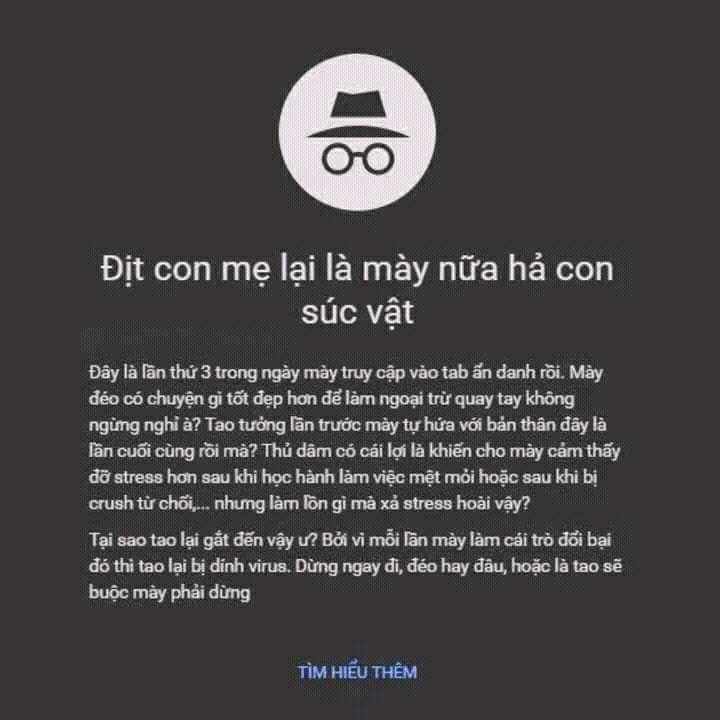 Địt con mẹ lại là mày nữa hả con
súc vật
Đây là lần thứ 3 trong ngày mày truy cập vào tab ẩn danh rồi. Mày
đéo có chuyện gì tốt đẹp hơn để làm ngoại trừ quay tay không
ngừng nghỉ à? Tao tưởng lần trước mày tự hứa với bản thân đây là
lần cuối cùng rồi mà? Thủ dâm có cái lợi là khiến cho mày cảm thấy
đỡ stress hơn sau khi học hành làm việc mệt mỏi hoặc sau khi bị
crush từ chối,... nhưng làm lồn gì mà xả stress hoài vậy?
Tại sao tao lại gắt đến vậy ư? Bởi vì mỗi lần mày làm cái trò đồi bại
đó thì tao lại bị dính virus. Dừng ngay đi, đéo hay đâu, hoặc là tao sẽ
buộc mày phải dừng
TÌM HIỂU THÊM